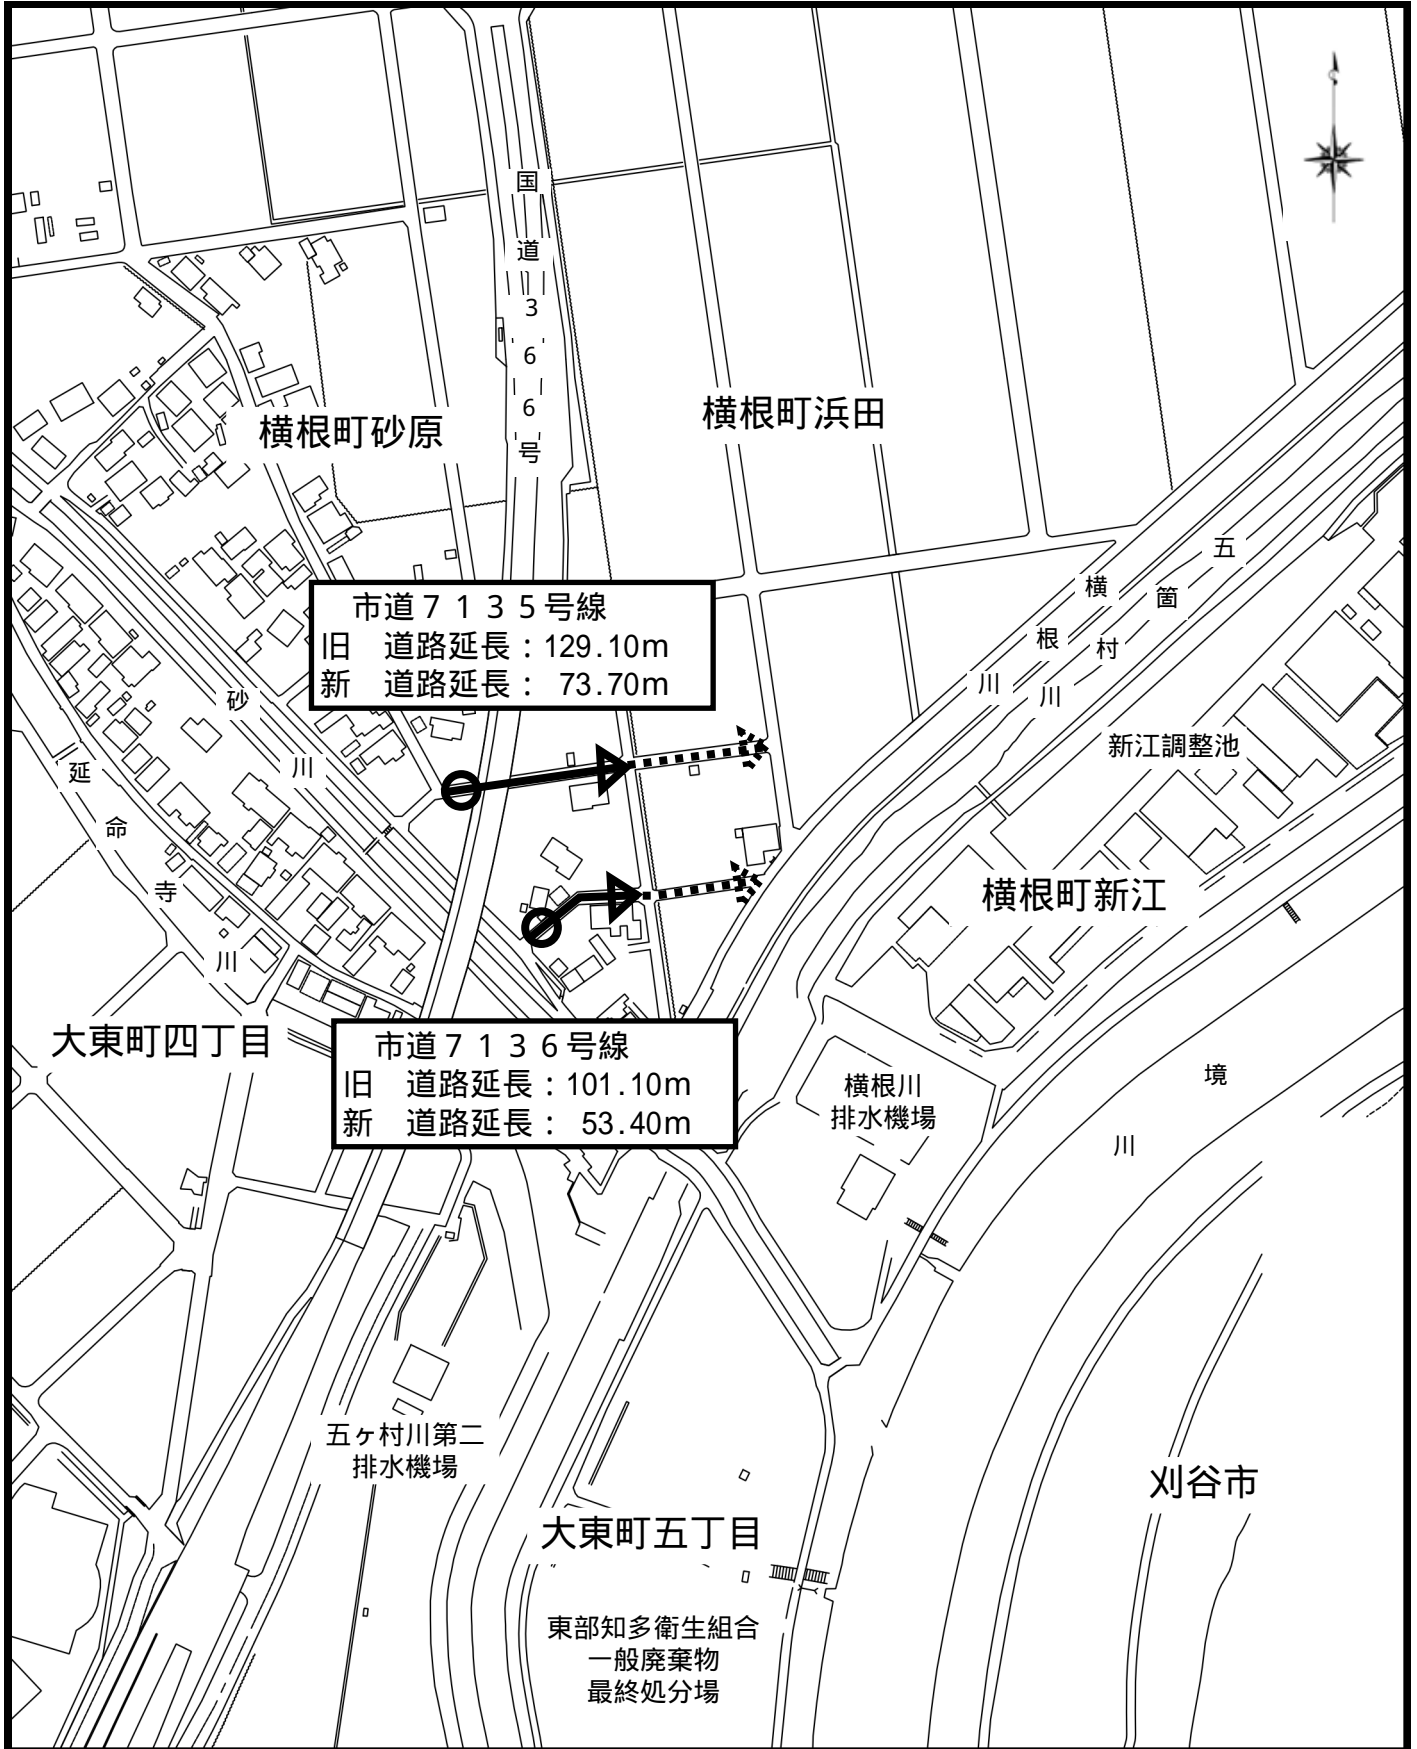 国道366号
横根町砂原
横根町浜田
市道７１３５号線
旧　道路延長：129.10m
新　道路延長： 73.70m
五箇村川
横根川
砂川
新江調整池
延命寺川
横根町新江
大東町四丁目
市道７１３６号線
旧　道路延長：101.10m
新　道路延長： 53.40m
横根川
排水機場
境川
五ヶ村川第二
排水機場
刈谷市
大東町五丁目
東部知多衛生組合
一般廃棄物
最終処分場